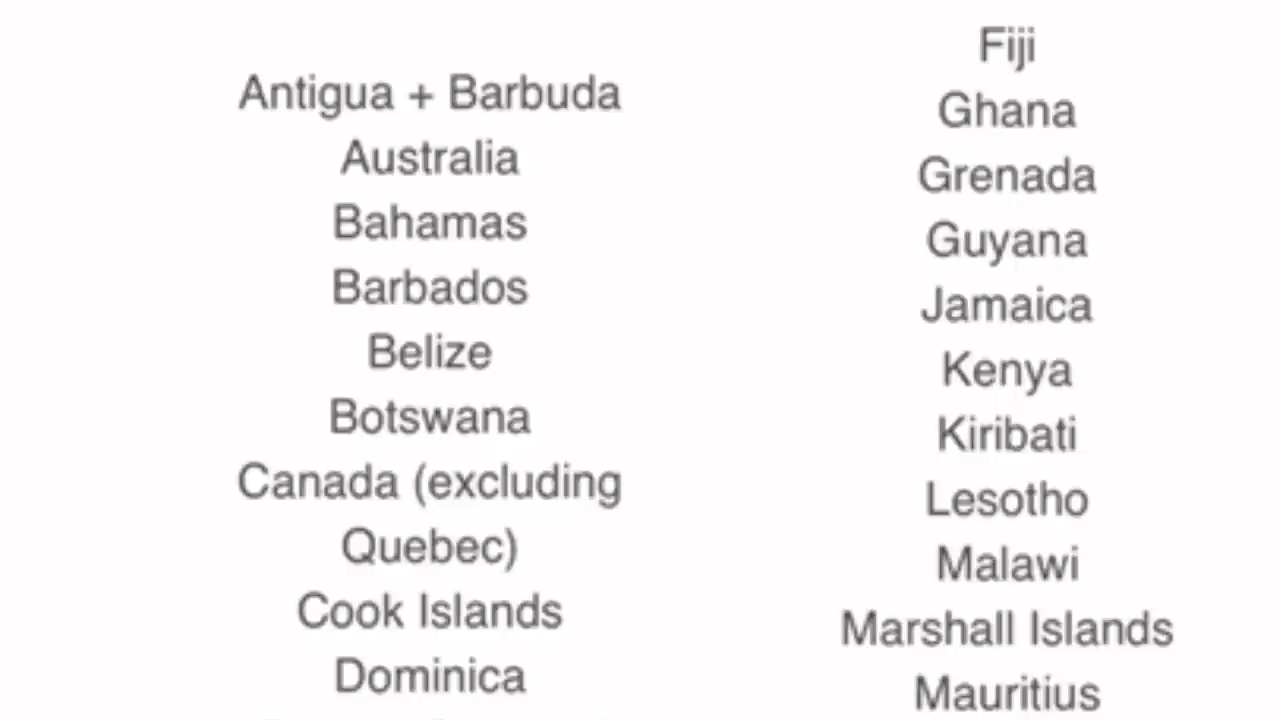 Antigua + Barbuda
Australia
Bahamas
Barbados
Belize
Botswana
Canada (excluding
Quebec)
Cook Islands
Dominica
Fiji
Ghana
Grenada
Guyana
Jamaica
Kenya
Kiribati
Lesotho
Malawi
Marshall Islands
Mauritius